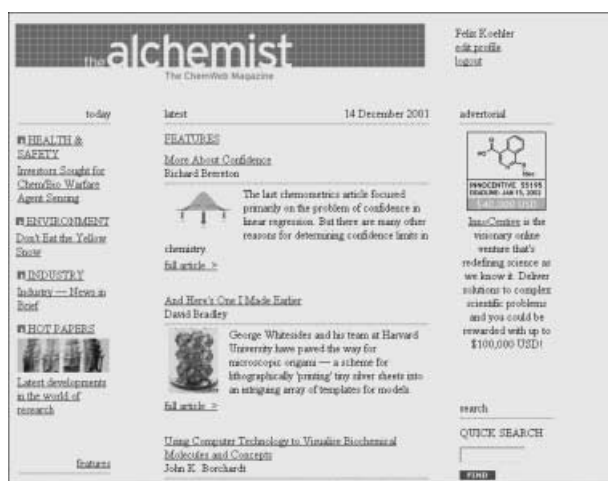 the alchemist
The ChemWeb Magazine
Felix Koehler
edit profile
logout
today
HEALTH &
SAFETY
Investors Sought for
Chem/Bio Warfare
Agent Sensing
ENVIRONMENT
Don't Eat the Yellow
Snow
INDUSTRY
Industry — News in
Brief
HOT PAPERS
Latest developments
in the world of
research
features
latest
14 December 2001
FEATURES
More About Confidence
Richard Brereton
The last chemometrics article focused
primarily on the problem of confidence in
linear regression. But there are many other
reasons for determining confidence limits in
chemistry.
full article >
And Here's One I Made Earlier
David Bradley
George Whitesides and his team at Harvard
University have paved the way for
microscopic origami — a scheme for
lithographically 'printing' tiny silver sheets into
an intriguing array of templates for models.
full article >
Using Computer Technology to Visualise Biochemical
Molecules and Concepts
John K. Borchardt
advertorial
INNOCENTIVE 55195
DEADLINE: JAN 15, 2002
InnoCentive is the
visionary online
venture that's
redefining science as
we know it. Deliver
solutions to complex
scientific problems
and you could be
rewarded with up to
$100,000 USD!
search
QUICK SEARCH
FIND